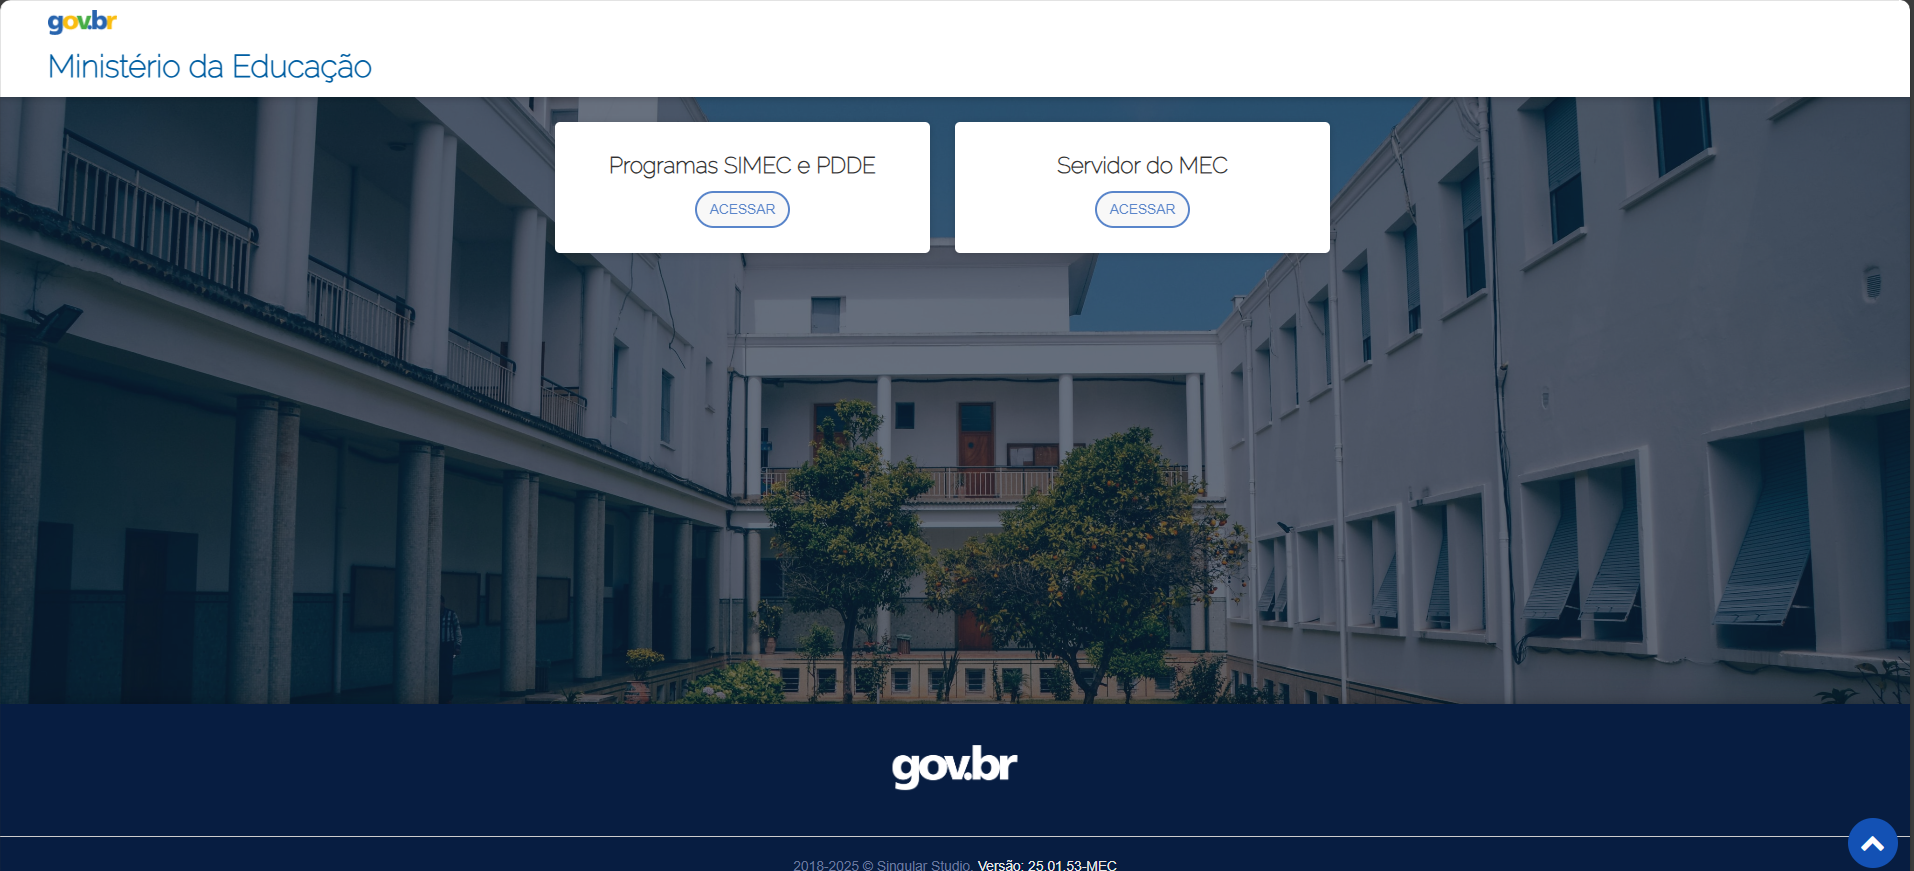 gov.br
Ministério da Educação
Programas SIMEC e PDDE
ACESSAR
Servidor do MEC
ACESSAR
gov.br
2018-2025 © Singular Studio. Versão: 25.01.53-MEC